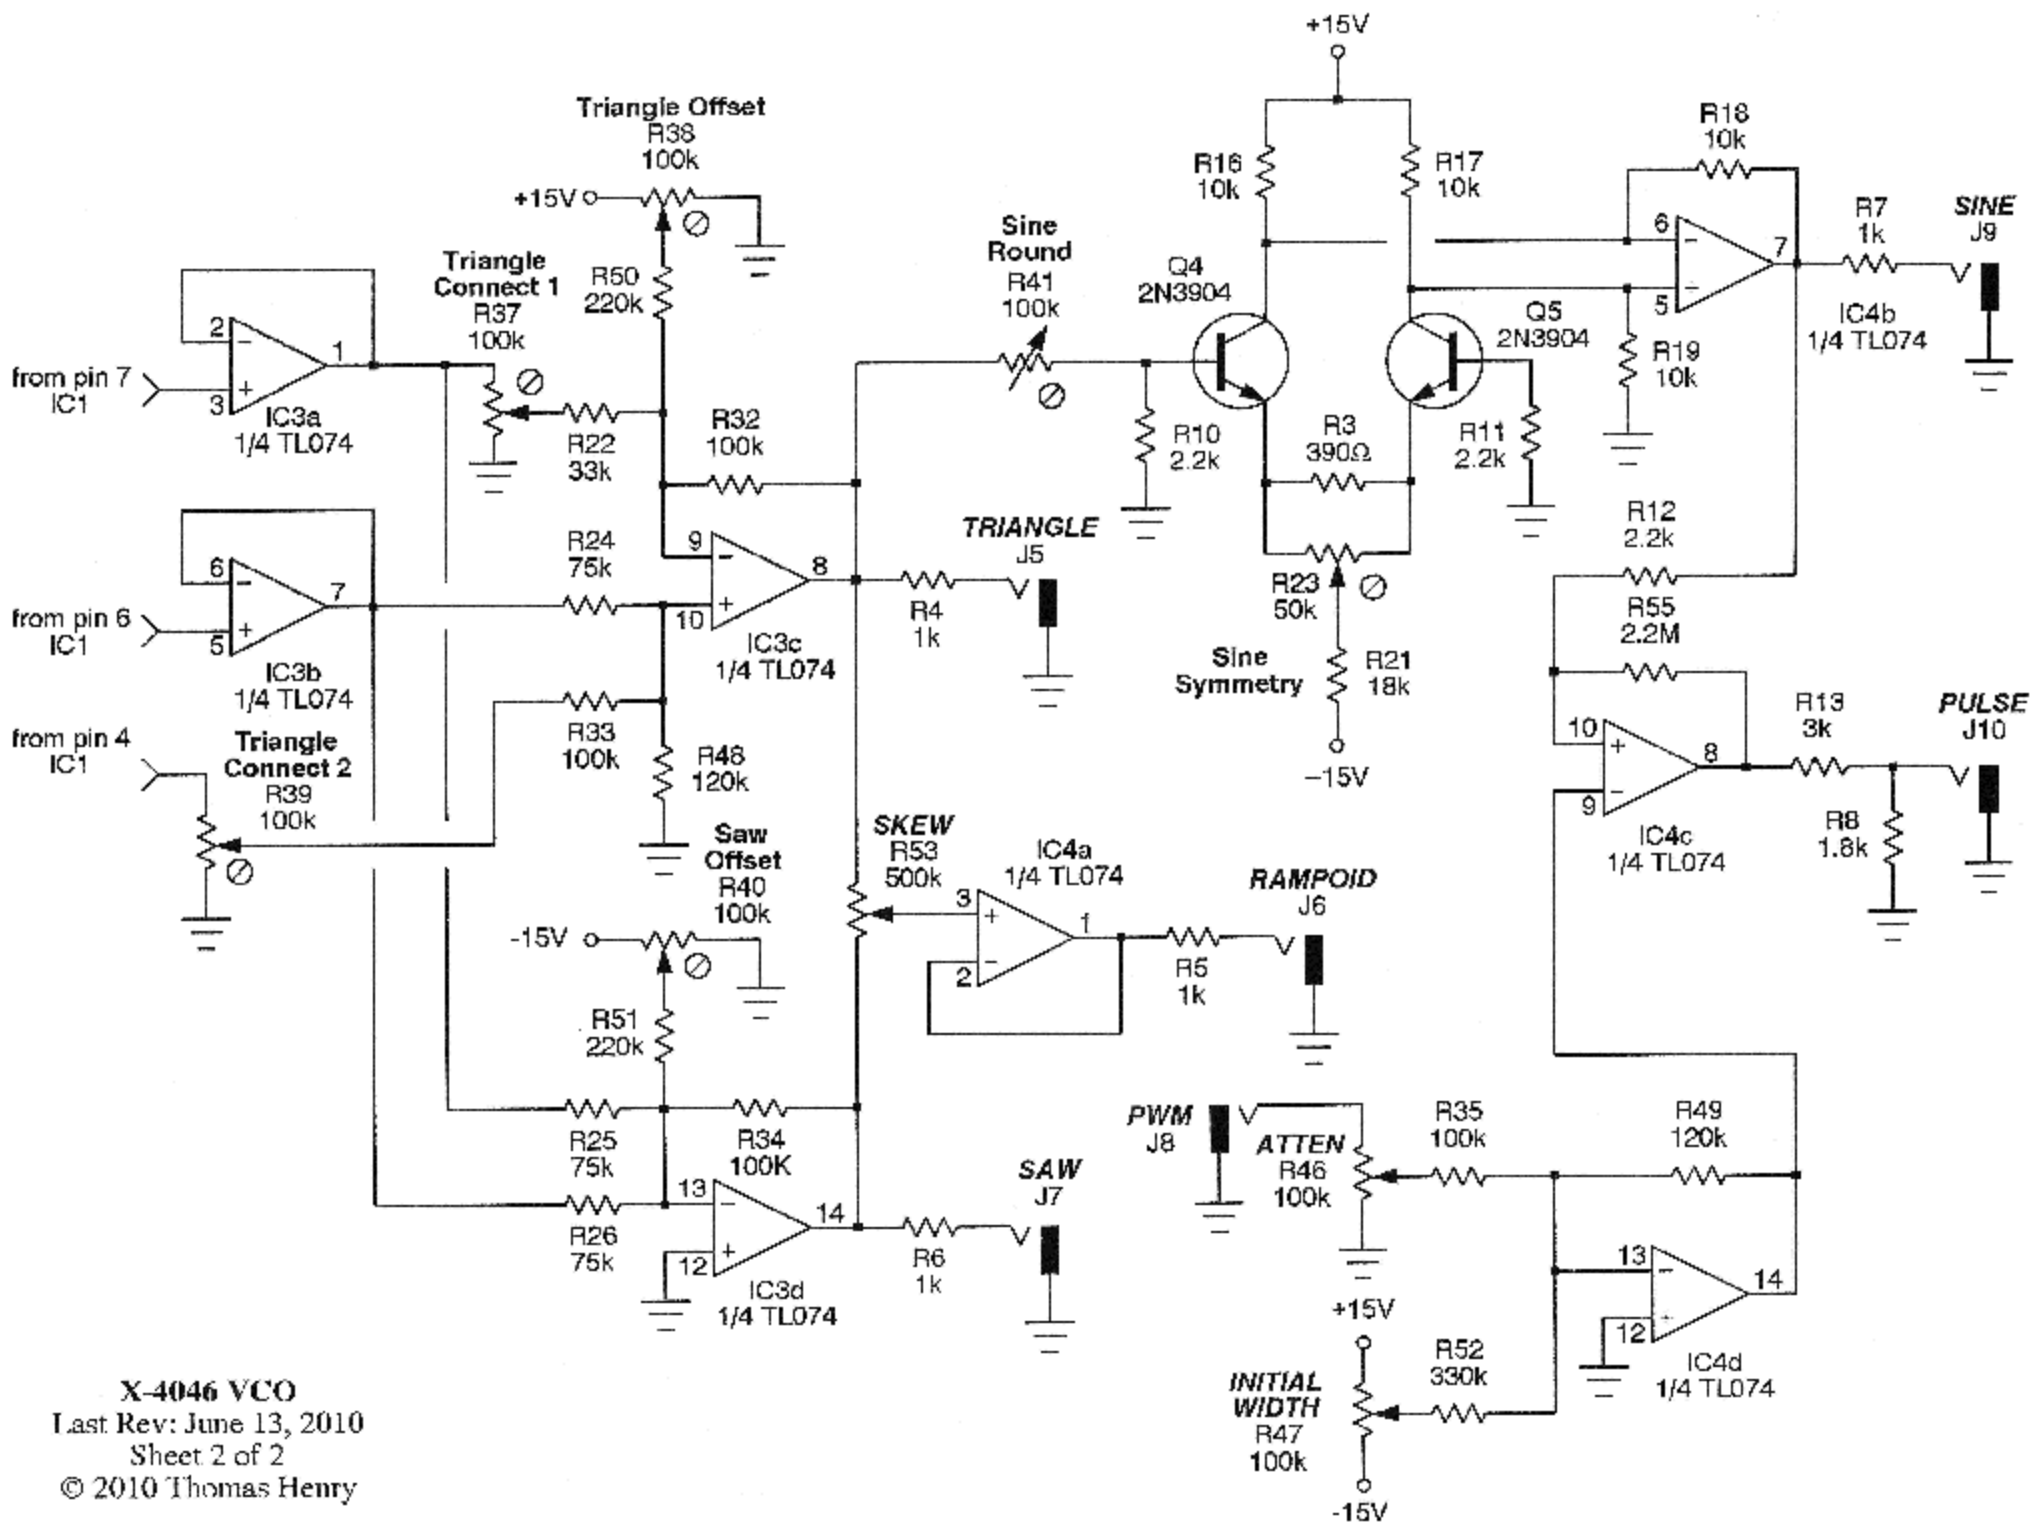 +15V
Triangle Offset
R38
100k
+15V
R16
10k
R17
10k
R18
10k
R7
1k
SINE
J9
6
−
7
+
5
IC4b
1/4 TL074
Triangle
Connect 1
R37
100k
R50
220k
Sine
Round
R41
100k
Q4
2N3904
Q5
2N3904
R19
10k
from pin 7
IC1
2
−
1
+
3
IC3a
1/4 TL074
R22
33k
R32
100k
R10
2.2k
R3
390Ω
R11
2.2k
from pin 6
IC1
6
−
7
+
5
IC3b
1/4 TL074
R24
75k
9
−
8
+
10
IC3c
1/4 TL074
TRIANGLE
J5
R4
1k
R23
50k
Sine
Symmetry
R21
18k
−15V
R12
2.2k
R55
2.2M
from pin 4
IC1
Triangle
Connect 2
R39
100k
R33
100k
R48
120k
10
+
8
−
9
IC4c
1/4 TL074
R13
3k
PULSE
J10
R8
1.8k
Saw
Offset
R40
100k
-15V
SKEW
R53
500k
IC4a
1/4 TL074
3
+
1
−
2
RAMPOID
J6
R5
1k
R51
220k
R25
75k
R34
100K
R26
75k
13
−
14
+
12
IC3d
1/4 TL074
SAW
J7
R6
1k
PWM
J8
ATTEN
R46
100k
R35
100k
R49
120k
13
−
14
+
12
IC4d
1/4 TL074
+15V
INITIAL
WIDTH
R47
100k
R52
330k
-15V
X-4046 VCO
Last Rev: June 13, 2010
Sheet 2 of 2
© 2010 Thomas Henry